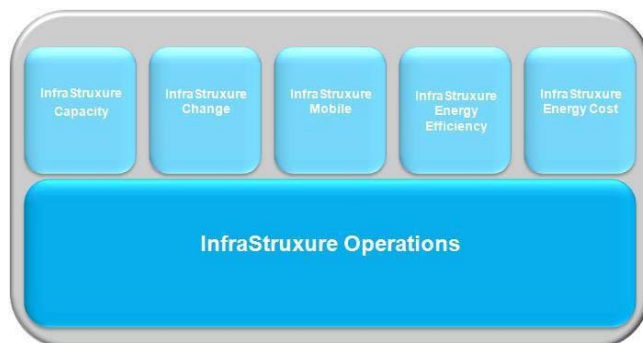 InfraStruxure
Capacity
InfraStruxure
Change
InfraStruxure
Mobile
InfraStruxure
Energy
Efficiency
InfraStruxure
Energy Cost
InfraStruxure Operations